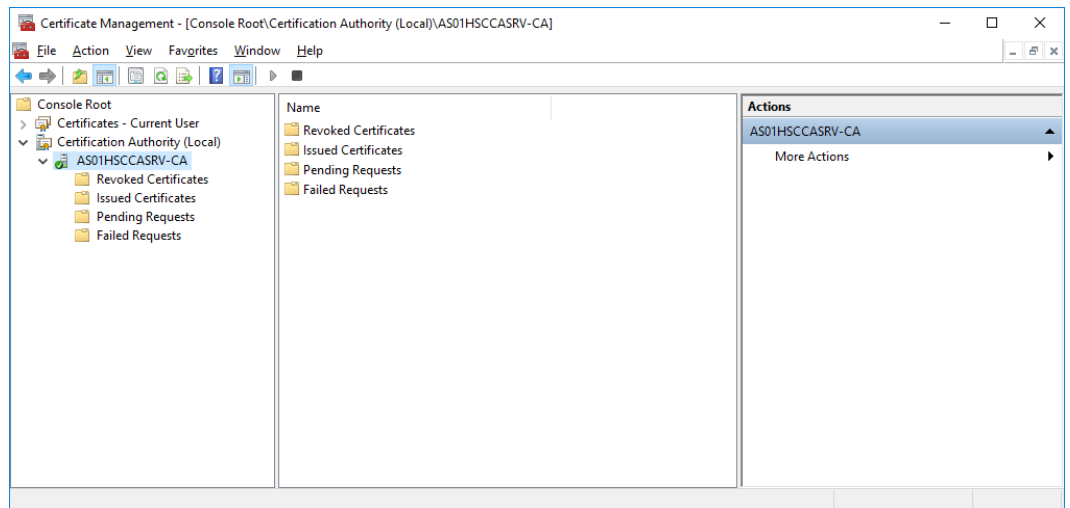 Certificate Management - [Console Root\Certification Authority (Local)\AS01HSCCASRV-CA]
File Action View Favorites Window Help
Console Root
Certificates - Current User
Certification Authority (Local)
AS01HSCCASRV-CA
Revoked Certificates
Issued Certificates
Pending Requests
Failed Requests
Name
Revoked Certificates
Issued Certificates
Pending Requests
Failed Requests
Actions
AS01HSCCASRV-CA
More Actions